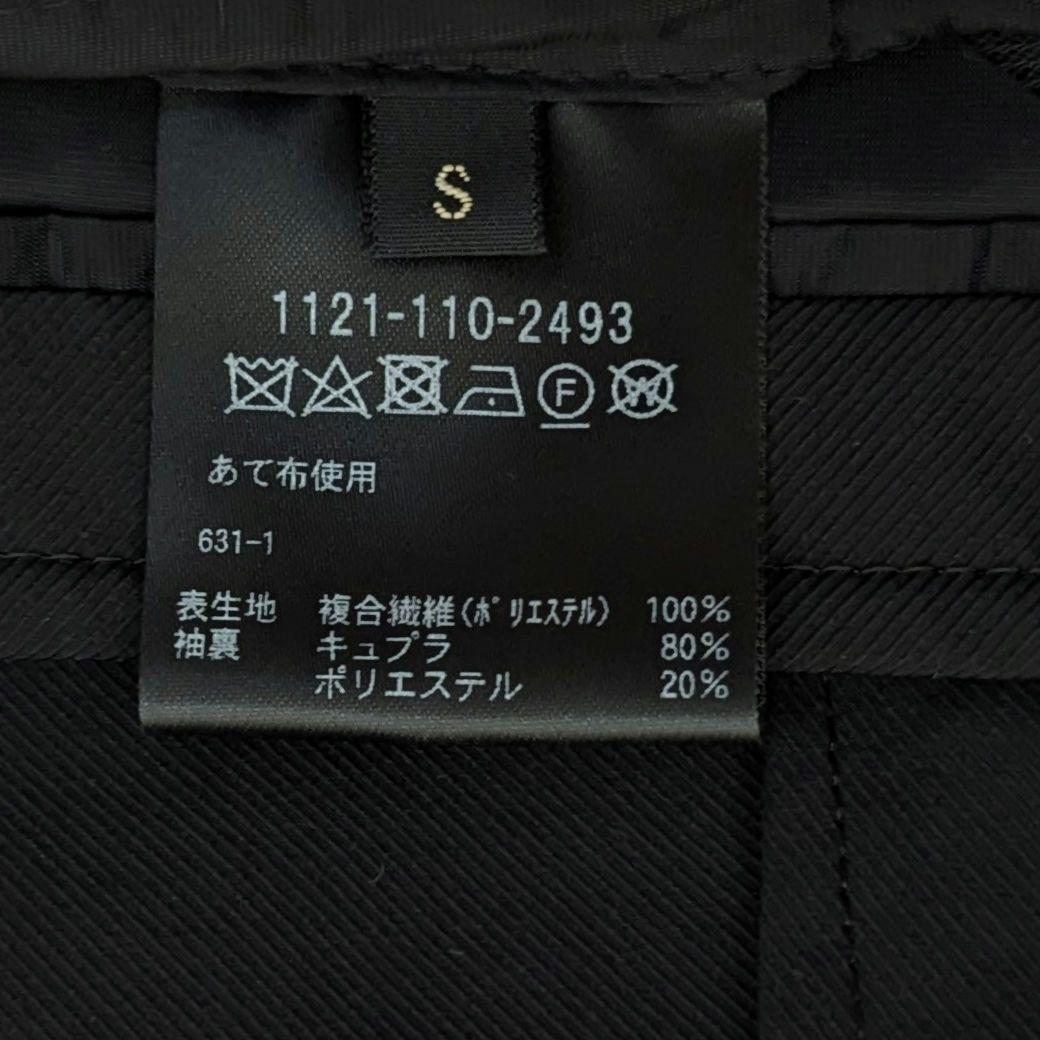 S
1121-110-2493
F W
あて布使用
631-1
表生地 複合繊維(ポリエステル) 100%
袖裏 キュプラ 80%
ポリエステル 20%